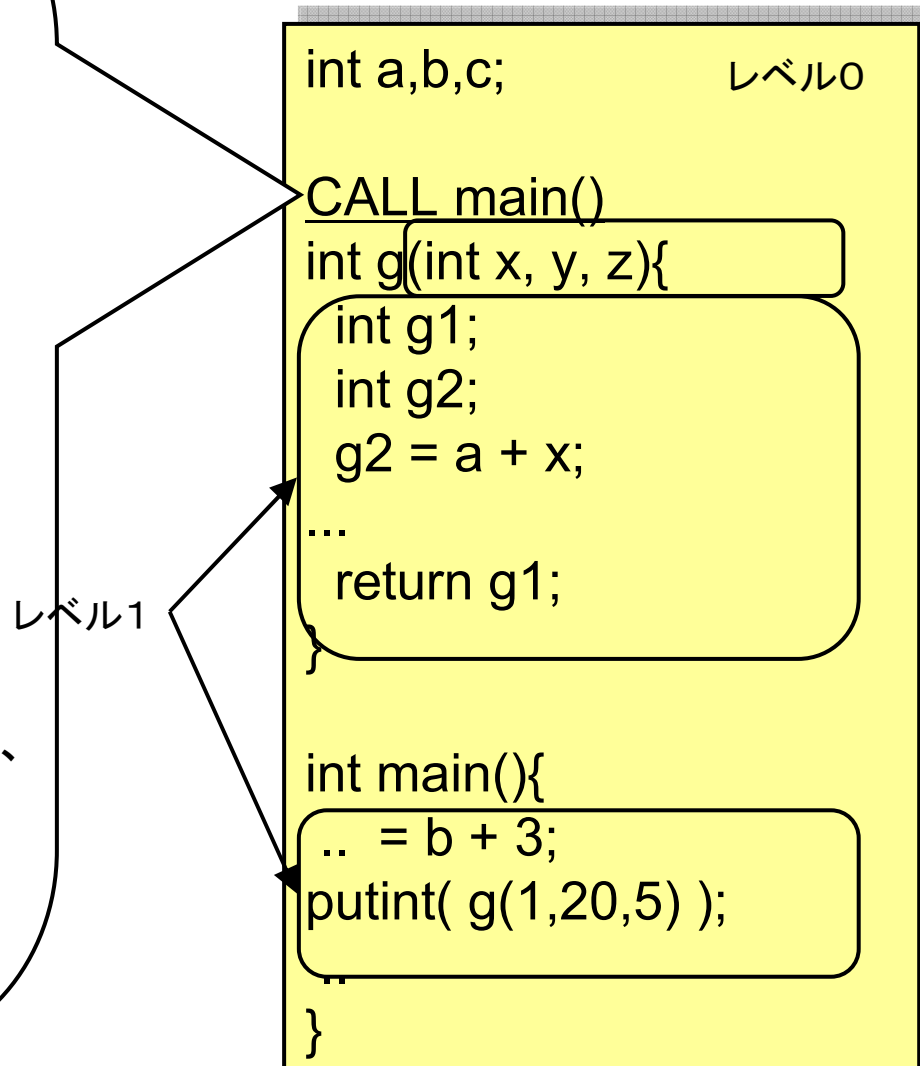 int a,b,c; レベル0
CALL main()
int g(int x, y, z){
int g1;
int g2;
g2 = a + x;
...
return g1;
}
レベル1
、
int main(){
.. = b + 3;
putint( g(1,20,5) );
..
}